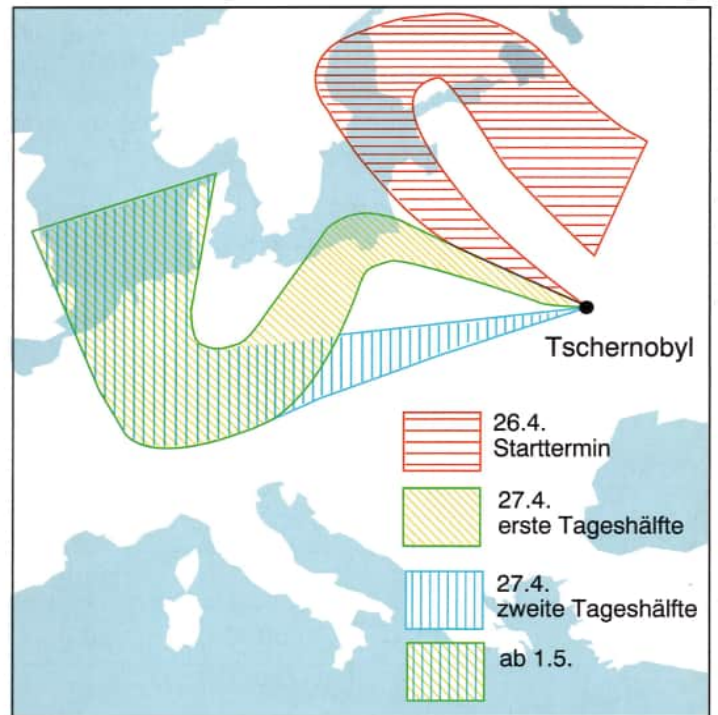 Tschernobyl
26.4.
Starttermin
27.4.
erste Tageshälfte
27.4.
zweite Tageshälfte
ab 1.5.